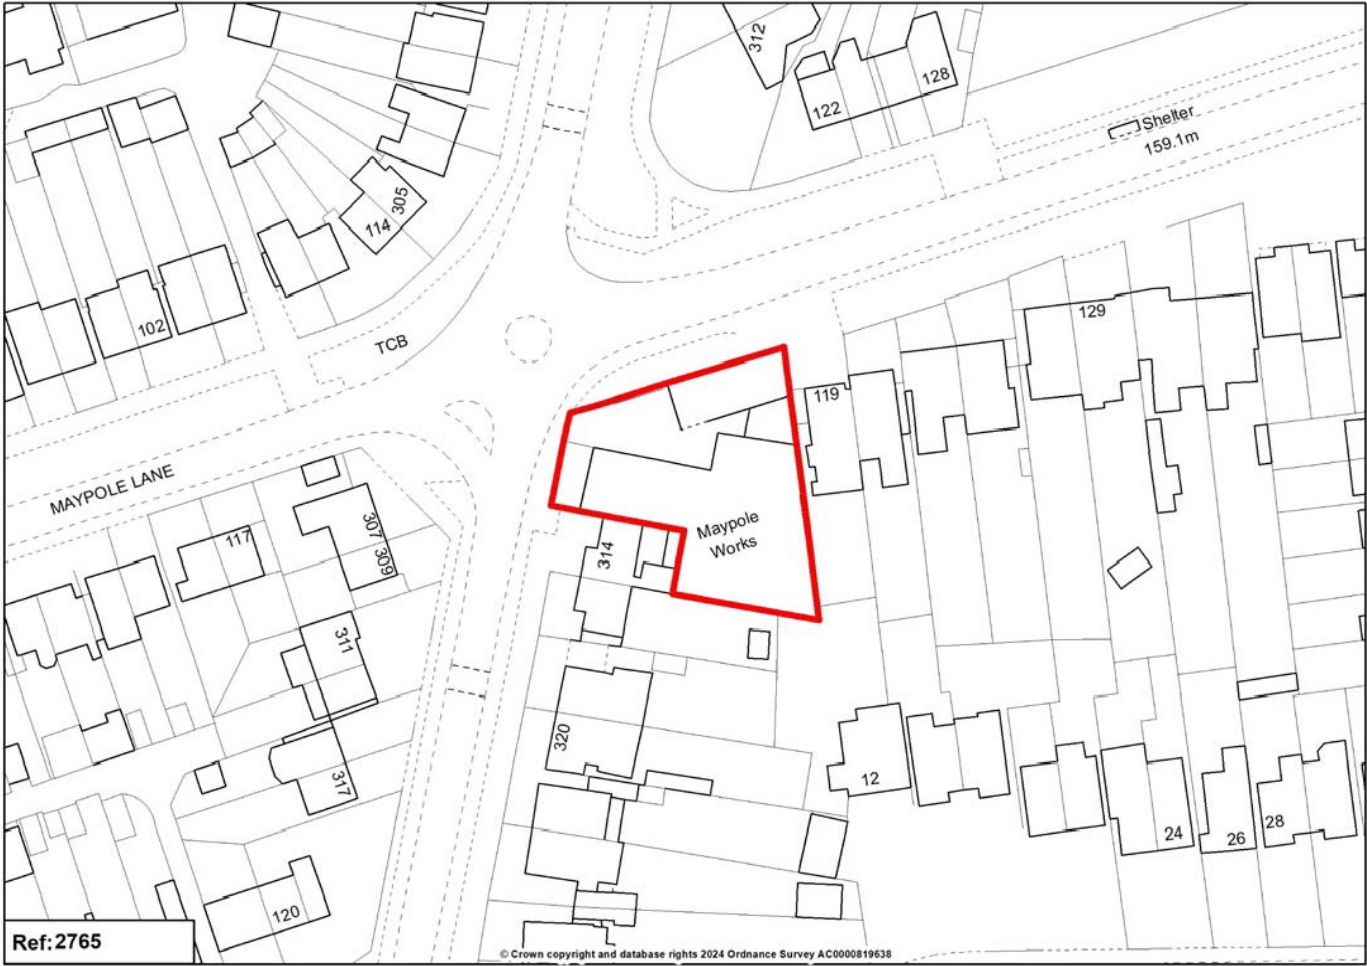 312
128
122
Shelter
159.1m
305
114
102
TCB
129
119
MAYPOLE LANE
Maypole
Works
307
309
117
314
311
320
12
317
24
26
28
120
Ref:2765
© Crown copyright and database rights 2024 Ordnance Survey AC0000819638